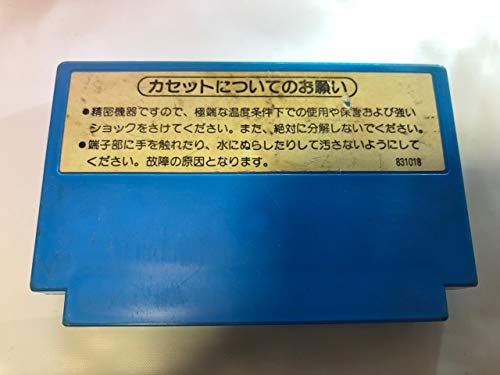 カセットについてのお願い
●精密機器ですので、極端な温度条件下での使用や保管および強い
ショックをさけてください。また、絶対に分解しないでください。
●端子部に手を触れたり、水にぬらしたりして汚さないようにして
ください。故障の原因となります。
831018